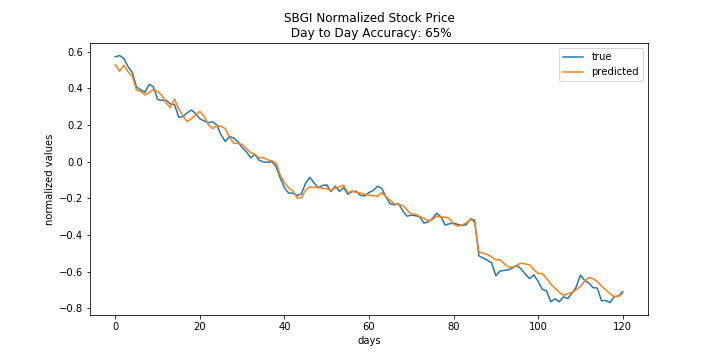 SBGI Normalized Stock Price
Day to Day Accuracy: 65%
true
predicted
normalized values
0.6
0.4
0.2
0.0
−0.2
−0.4
−0.6
−0.8
0 20 40 60 80 100 120
days